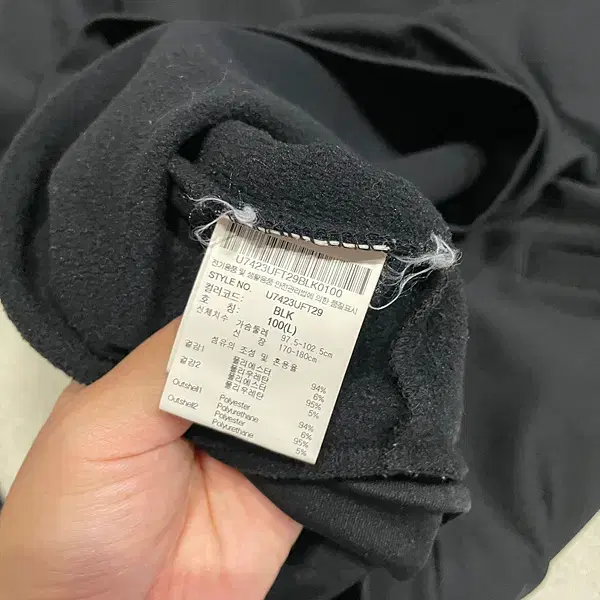 U7423UFT29BLK0100
전기용품 및 생활용품 안전관리법에 의한 품질표시
STYLE NO. U7423UFT29
컬러코드: BLK
호 칭: 100(L)
신체치수: 가슴둘레 97.5-102.5cm
신 장 170-180cm
섬유의 조성 및 혼용율
겉감1 폴리에스터 94%
폴리우레탄 6%
겉감2 폴리에스터 95%
폴리우레탄 5%
Outshell1 Polyester 94%
Polyurethane 6%
Outshell2 Polyester 95%
Polyurethane 5%